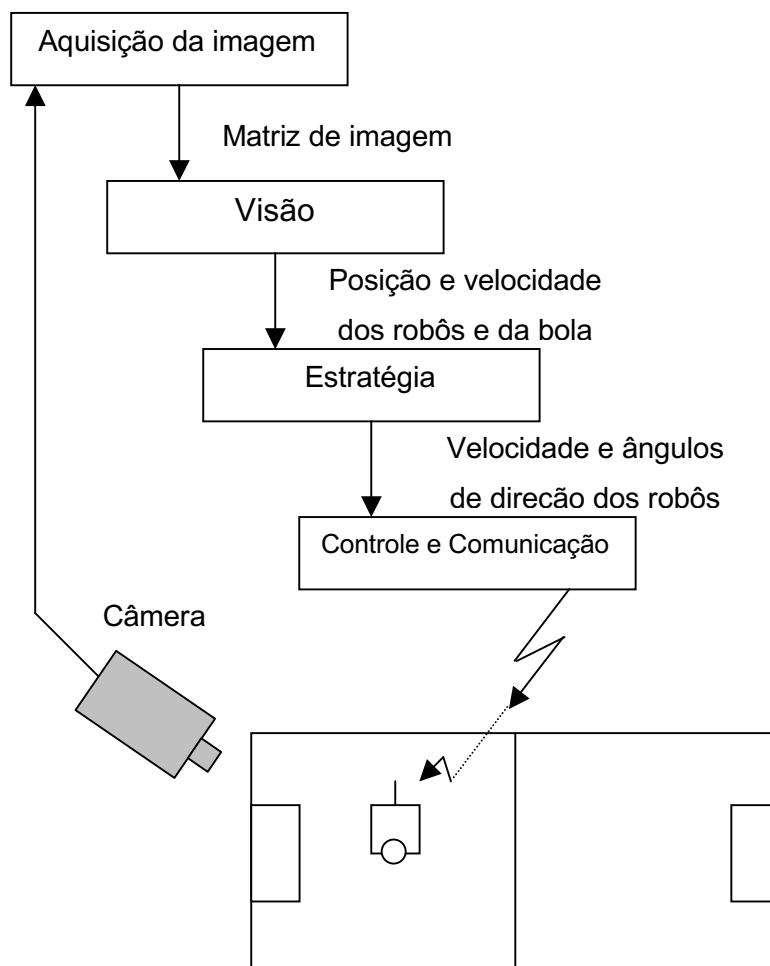 Aquisição da imagem
Matriz de imagem
Visão
Posição e velocidade
dos robôs e da bola
Estratégia
Velocidade e ângulos
de direcão dos robôs
Controle e Comunicação
Câmera